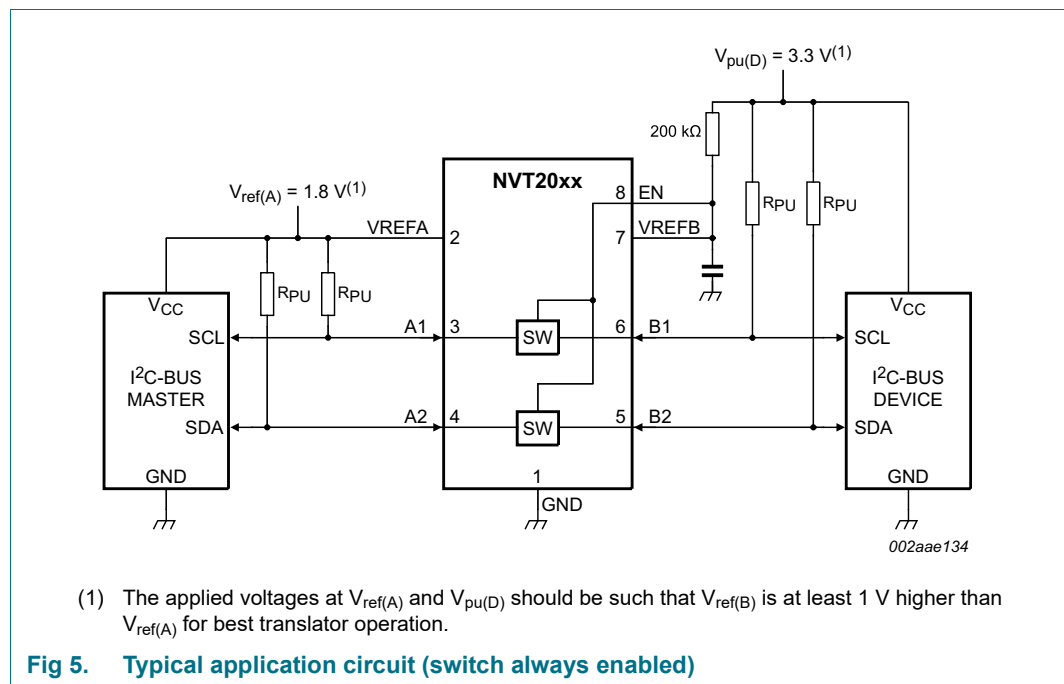 Vpu(D) = 3.3 V(1)
200 kΩ
NVT20xx
8 EN
Vref(A) = 1.8 V(1)
RPU RPU
VREFA 2
7 VREFB
RPU RPU
VCC
VCC
SCL
A1 3
SW
6 B1
SCL
I2C-BUS
MASTER
I2C-BUS
DEVICE
SDA
A2 4
SW
5 B2
SDA
GND
1
GND
GND
002aae134
(1) The applied voltages at Vref(A) and Vpu(D) should be such that Vref(B) is at least 1 V higher than
Vref(A) for best translator operation.
Fig 5. Typical application circuit (switch always enabled)